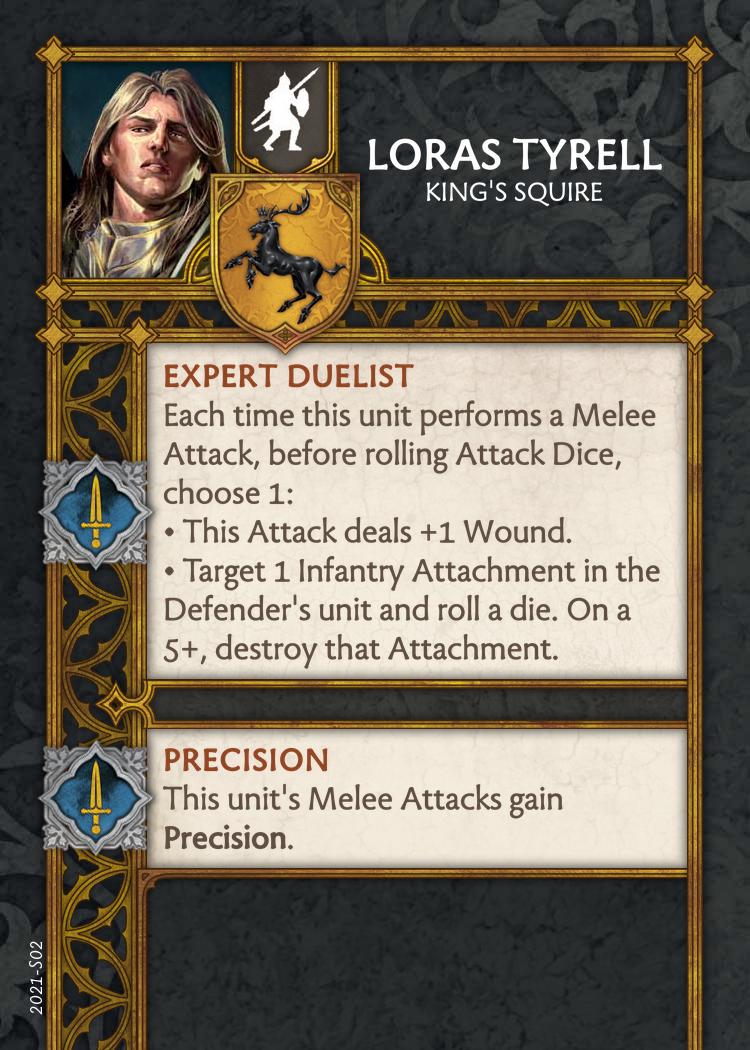 LORAS TYRELL
KING'S SQUIRE
EXPERT DUELIST
Each time this unit performs a Melee
Attack, before rolling Attack Dice,
choose 1:
• This Attack deals +1 Wound.
• Target 1 Infantry Attachment in the
Defender's unit and roll a die. On a
5+, destroy that Attachment.
PRECISION
This unit's Melee Attacks gain
Precision.
2021-S02